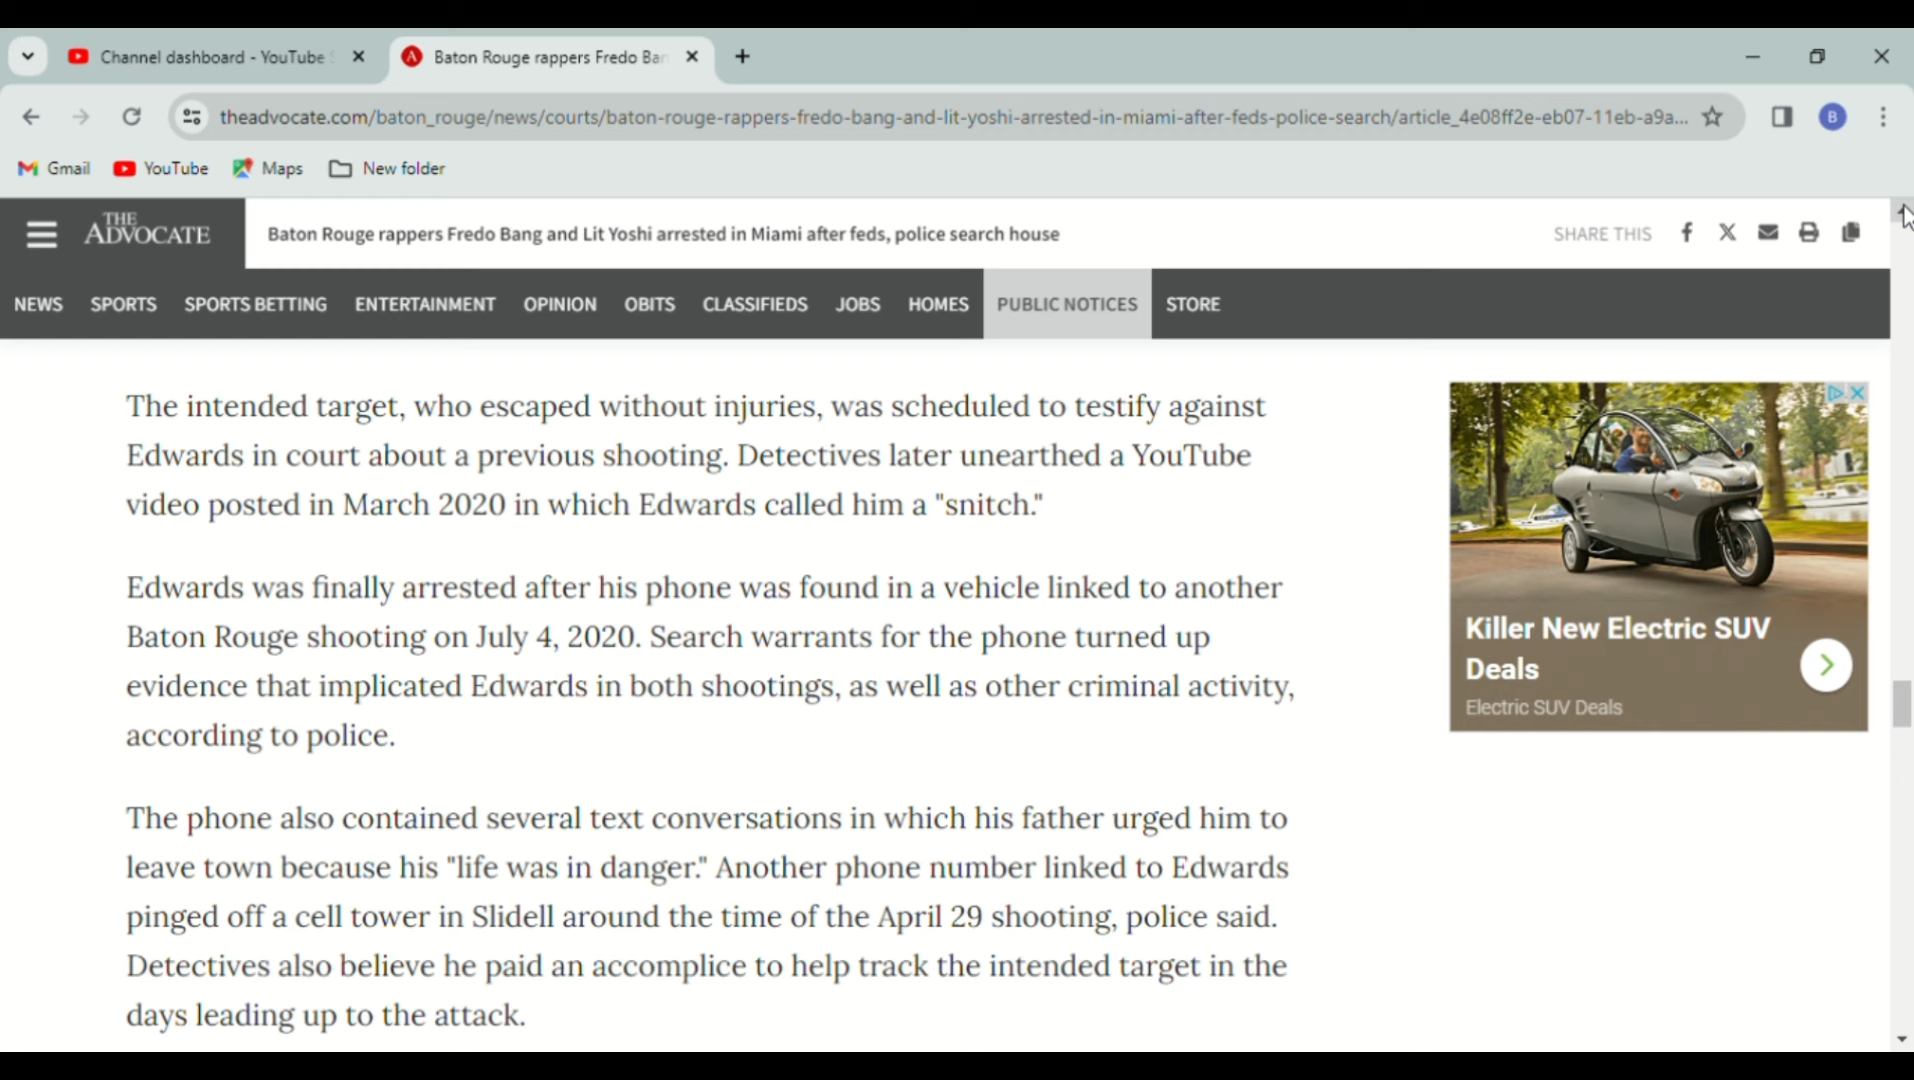 Channel dashboard - YouTube S
Baton Rouge rappers Fredo Ban
theadvocate.com/baton_rouge/news/courts/baton-rouge-rappers-fredo-bang-and-lit-yoshi-arrested-in-miami-after-feds-police-search/article_4e08ff2e-eb07-11eb-a9a...
B
Gmail
YouTube
Maps
New folder
THE
ADVOCATE
Baton Rouge rappers Fredo Bang and Lit Yoshi arrested in Miami after feds, police search house
SHARE THIS
NEWS SPORTS SPORTS BETTING ENTERTAINMENT OPINION OBITS CLASSIFIEDS JOBS HOMES PUBLIC NOTICES STORE
The intended target, who escaped without injuries, was scheduled to testify against
Edwards in court about a previous shooting. Detectives later unearthed a YouTube
video posted in March 2020 in which Edwards called him a "snitch."
Edwards was finally arrested after his phone was found in a vehicle linked to another
Baton Rouge shooting on July 4, 2020. Search warrants for the phone turned up
evidence that implicated Edwards in both shootings, as well as other criminal activity,
according to police.
The phone also contained several text conversations in which his father urged him to
leave town because his "life was in danger." Another phone number linked to Edwards
pinged off a cell tower in Slidell around the time of the April 29 shooting, police said.
Detectives also believe he paid an accomplice to help track the intended target in the
days leading up to the attack.
Killer New Electric SUV
Deals
Electric SUV Deals